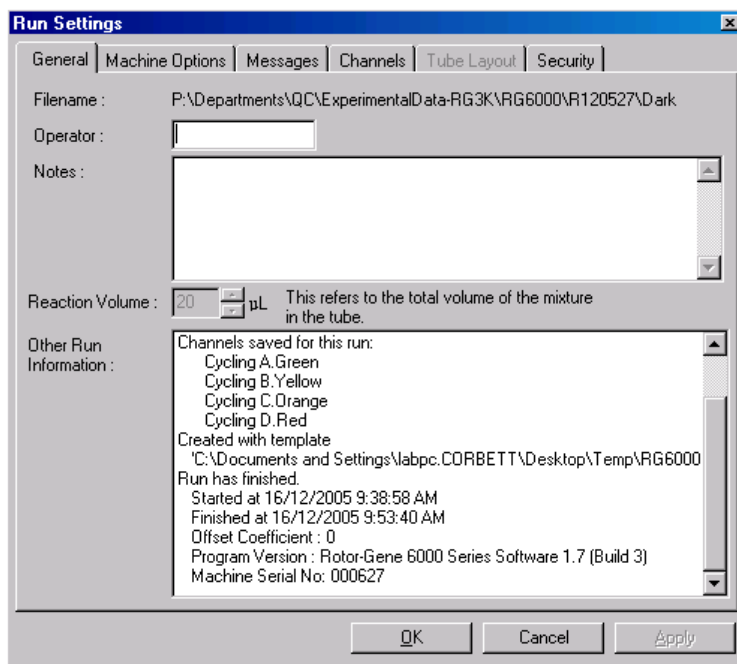 Run Settings
General Machine Options Messages Channels Tube Layout Security
Filename : P:\Departments\QC\ExperimentalData-RG3K\RG6000\R120527\Dark
Operator :
Notes :
Reaction Volume : 20 µL This refers to the total volume of the mixture
in the tube.
Other Run
Information :
Channels saved for this run:
Cycling A.Green
Cycling B.Yellow
Cycling C.Orange
Cycling D.Red
Created with template
'C:\Documents and Settings\labpc.CORBETT\Desktop\Temp\RG6000
Run has finished.
Started at 16/12/2005 9:38:58 AM
Finished at 16/12/2005 9:53:40 AM
Offset Coefficient : 0
Program Version : Rotor-Gene 6000 Series Software 1.7 (Build 3)
Machine Serial No: 000627
OK Cancel Apply